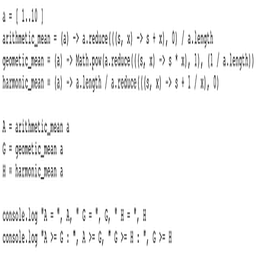 a = [ 1..10 ]
arithmetic_mean = (a) -> a.reduce(((s, x) -> s + x), 0) / a.length
geometic_mean = (a) -> Math.pow(a.reduce(((s, x) -> s * x), 1), (1 / a.length))
harmonic_mean = (a) -> a.length / a.reduce(((s, x) -> s + 1 / x), 0)
A = arithmetic_mean a
G = geometic_mean a
H = harmonic_mean a
console.log "A = ", A, " G = ", G, " H = ", H
console.log "A >= G : ", A >= G, " G >= H : ", G >= H